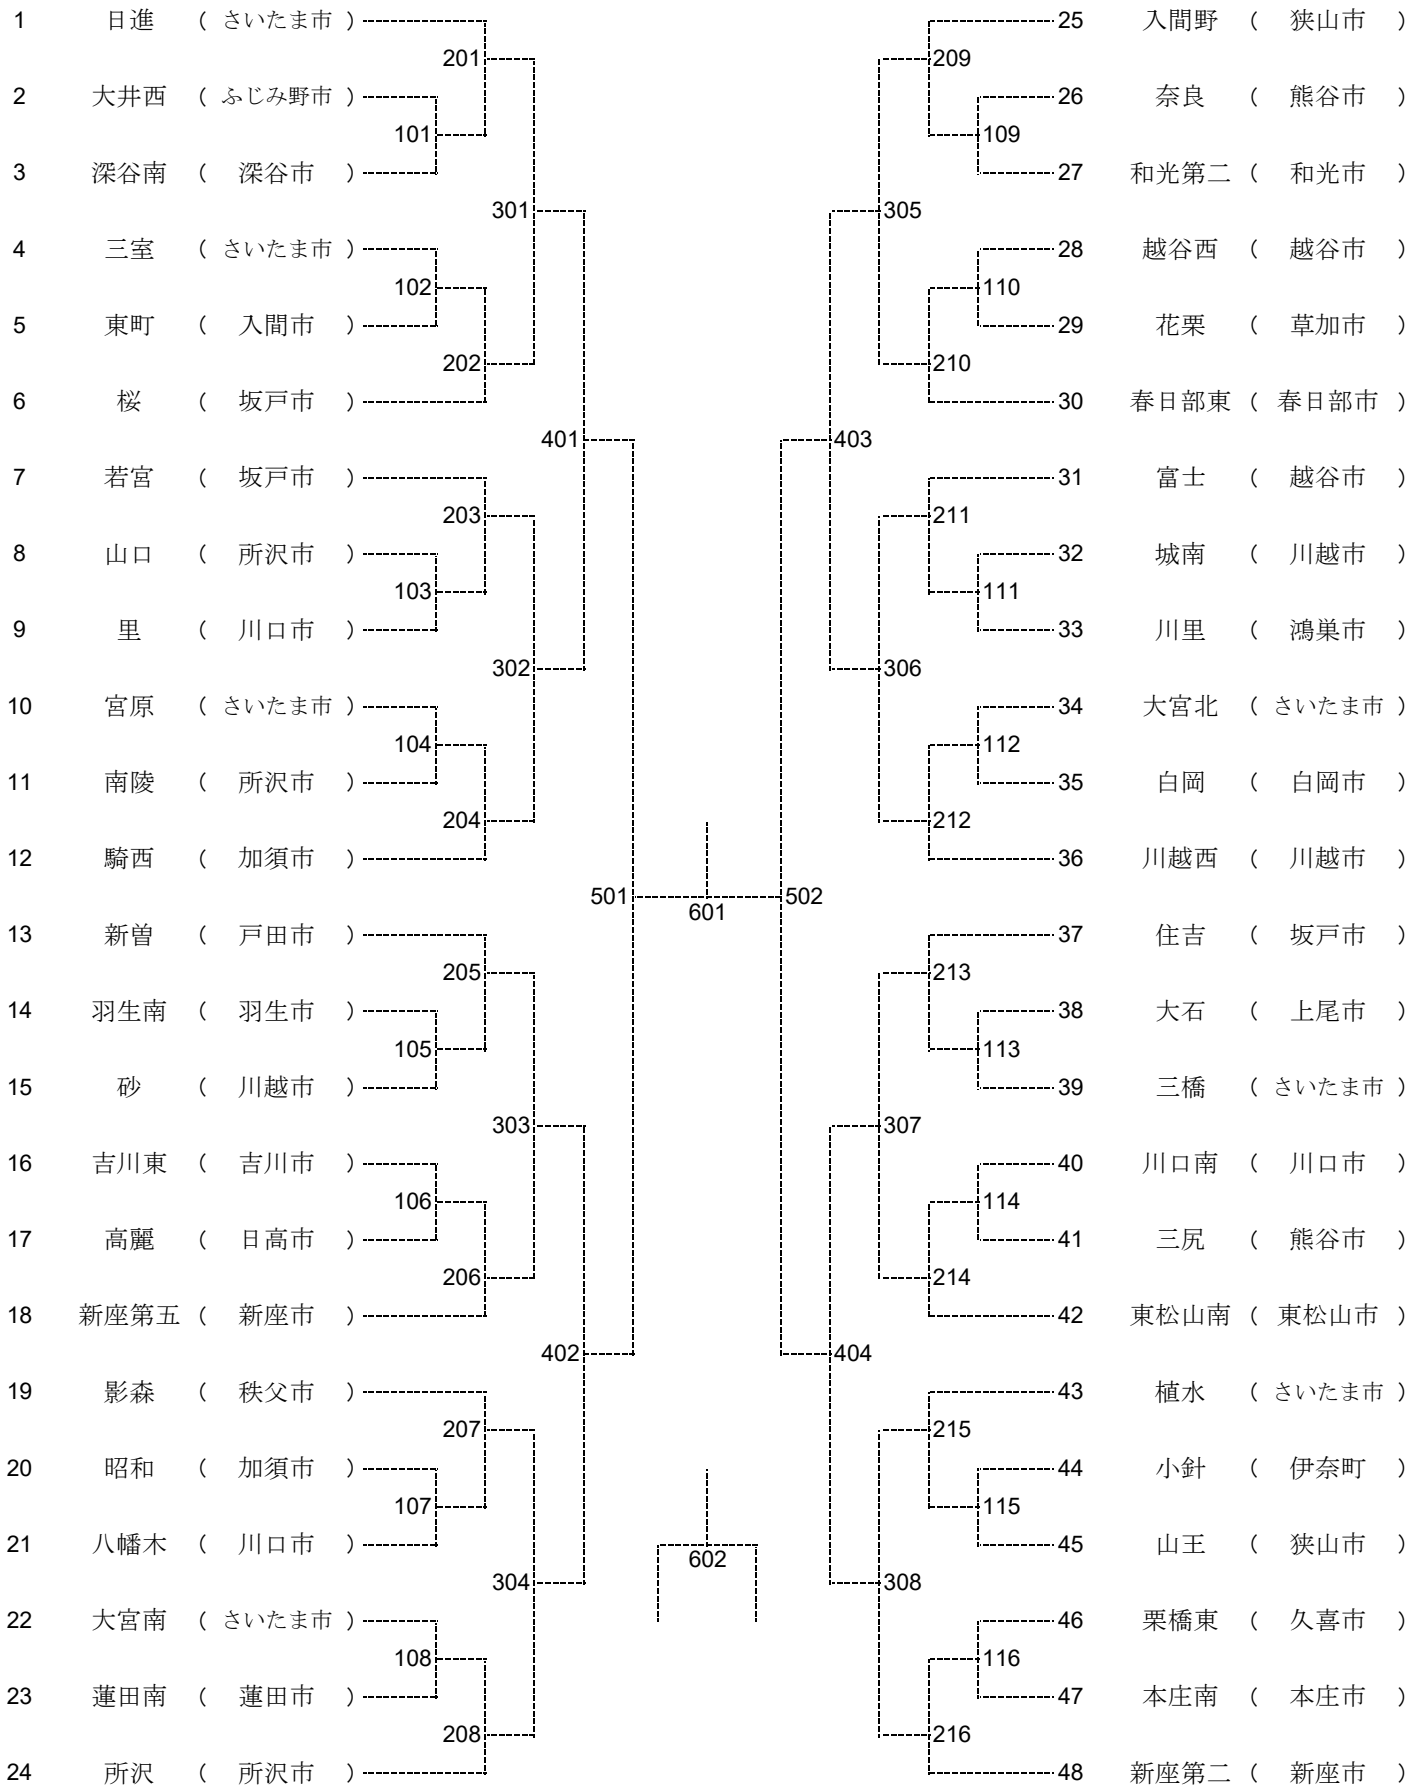 1 日進 （ さいたま市 ） 25 入間野 （ 狭山市 ）
201 209
2 大井西 （ ふじみ野市 ） 26 奈良 （ 熊谷市 ）
101 109
3 深谷南 （ 深谷市 ） 27 和光第二 （ 和光市 ）
301 305
4 三室 （ さいたま市 ） 28 越谷西 （ 越谷市 ）
102 110
5 東町 （ 入間市 ） 29 花栗 （ 草加市 ）
202 210
6 桜 （ 坂戸市 ） 30 春日部東 （ 春日部市 ）
401 403
7 若宮 （ 坂戸市 ） 31 富士 （ 越谷市 ）
203 211
8 山口 （ 所沢市 ） 32 城南 （ 川越市 ）
103 111
9 里 （ 川口市 ） 33 川里 （ 鴻巣市 ）
302 306
10 宮原 （ さいたま市 ） 34 大宮北 （ さいたま市 ）
104 112
11 南陵 （ 所沢市 ） 35 白岡 （ 白岡市 ）
204 212
12 騎西 （ 加須市 ） 36 川越西 （ 川越市 ）
501 601 502
13 新曽 （ 戸田市 ） 37 住吉 （ 坂戸市 ）
205 213
14 羽生南 （ 羽生市 ） 38 大石 （ 上尾市 ）
105 113
15 砂 （ 川越市 ） 39 三橋 （ さいたま市 ）
303 307
16 吉川東 （ 吉川市 ） 40 川口南 （ 川口市 ）
106 114
17 高麗 （ 日高市 ） 41 三尻 （ 熊谷市 ）
206 214
18 新座第五 （ 新座市 ） 42 東松山南 （ 東松山市 ）
402 404
19 影森 （ 秩父市 ） 43 植水 （ さいたま市 ）
207 215
20 昭和 （ 加須市 ） 44 小針 （ 伊奈町 ）
107 115
21 八幡木 （ 川口市 ） 45 山王 （ 狭山市 ）
304 602 308
22 大宮南 （ さいたま市 ） 46 栗橋東 （ 久喜市 ）
108 116
23 蓮田南 （ 蓮田市 ） 47 本庄南 （ 本庄市 ）
208 216
24 所沢 （ 所沢市 ） 48 新座第二 （ 新座市 ）